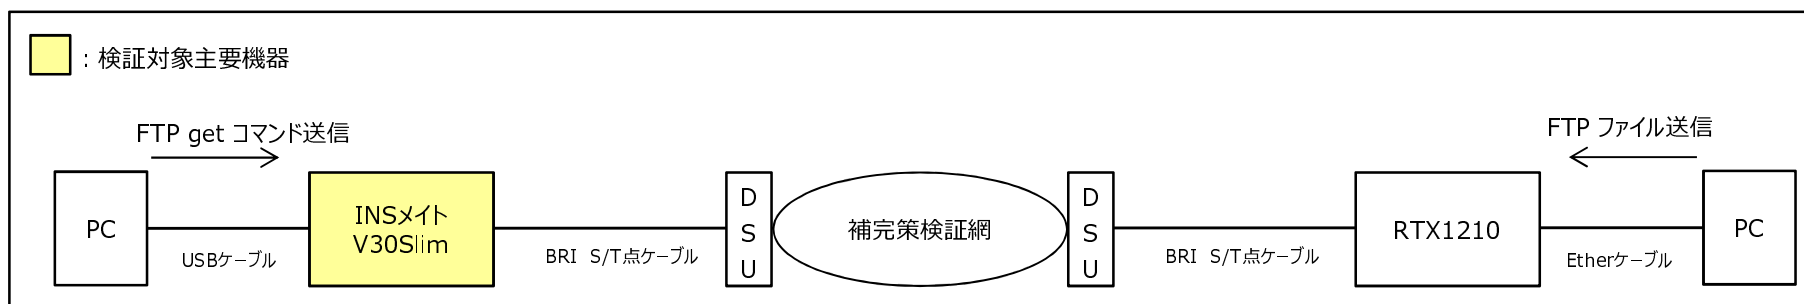 ：検証対象主要機器
FTP get コマンド送信
FTP ファイル送信
PC
INSメイト
V30Slim
D
S
U
補完策検証網
D
S
U
RTX1210
PC
USBケーブル
BRI S/T点ケーブル
BRI S/T点ケーブル
Etherケーブル